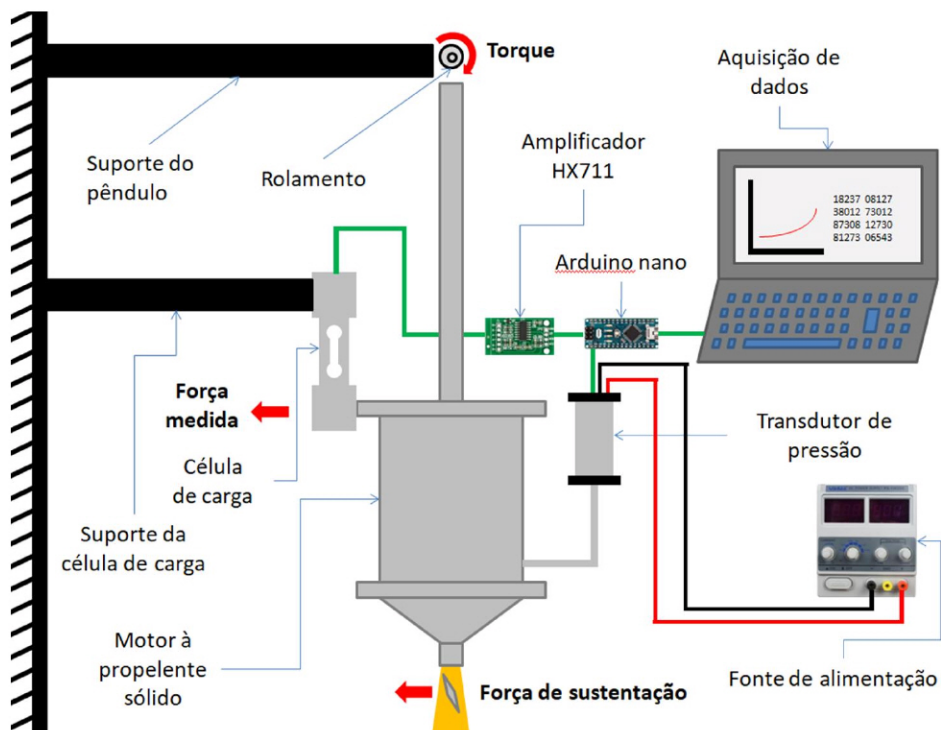 Torque
Aquisição de
dados
Amplificador
HX711
Suporte do
pêndulo
Rolamento
18237 08127
38012 73012
87308 12730
81273 06543
Arduino nano
Força
medida
Transdutor de
pressão
Célula
de carga
Suporte da
célula de carga
Motor à
propelente
sólido
Força de sustentação
Fonte de alimentação